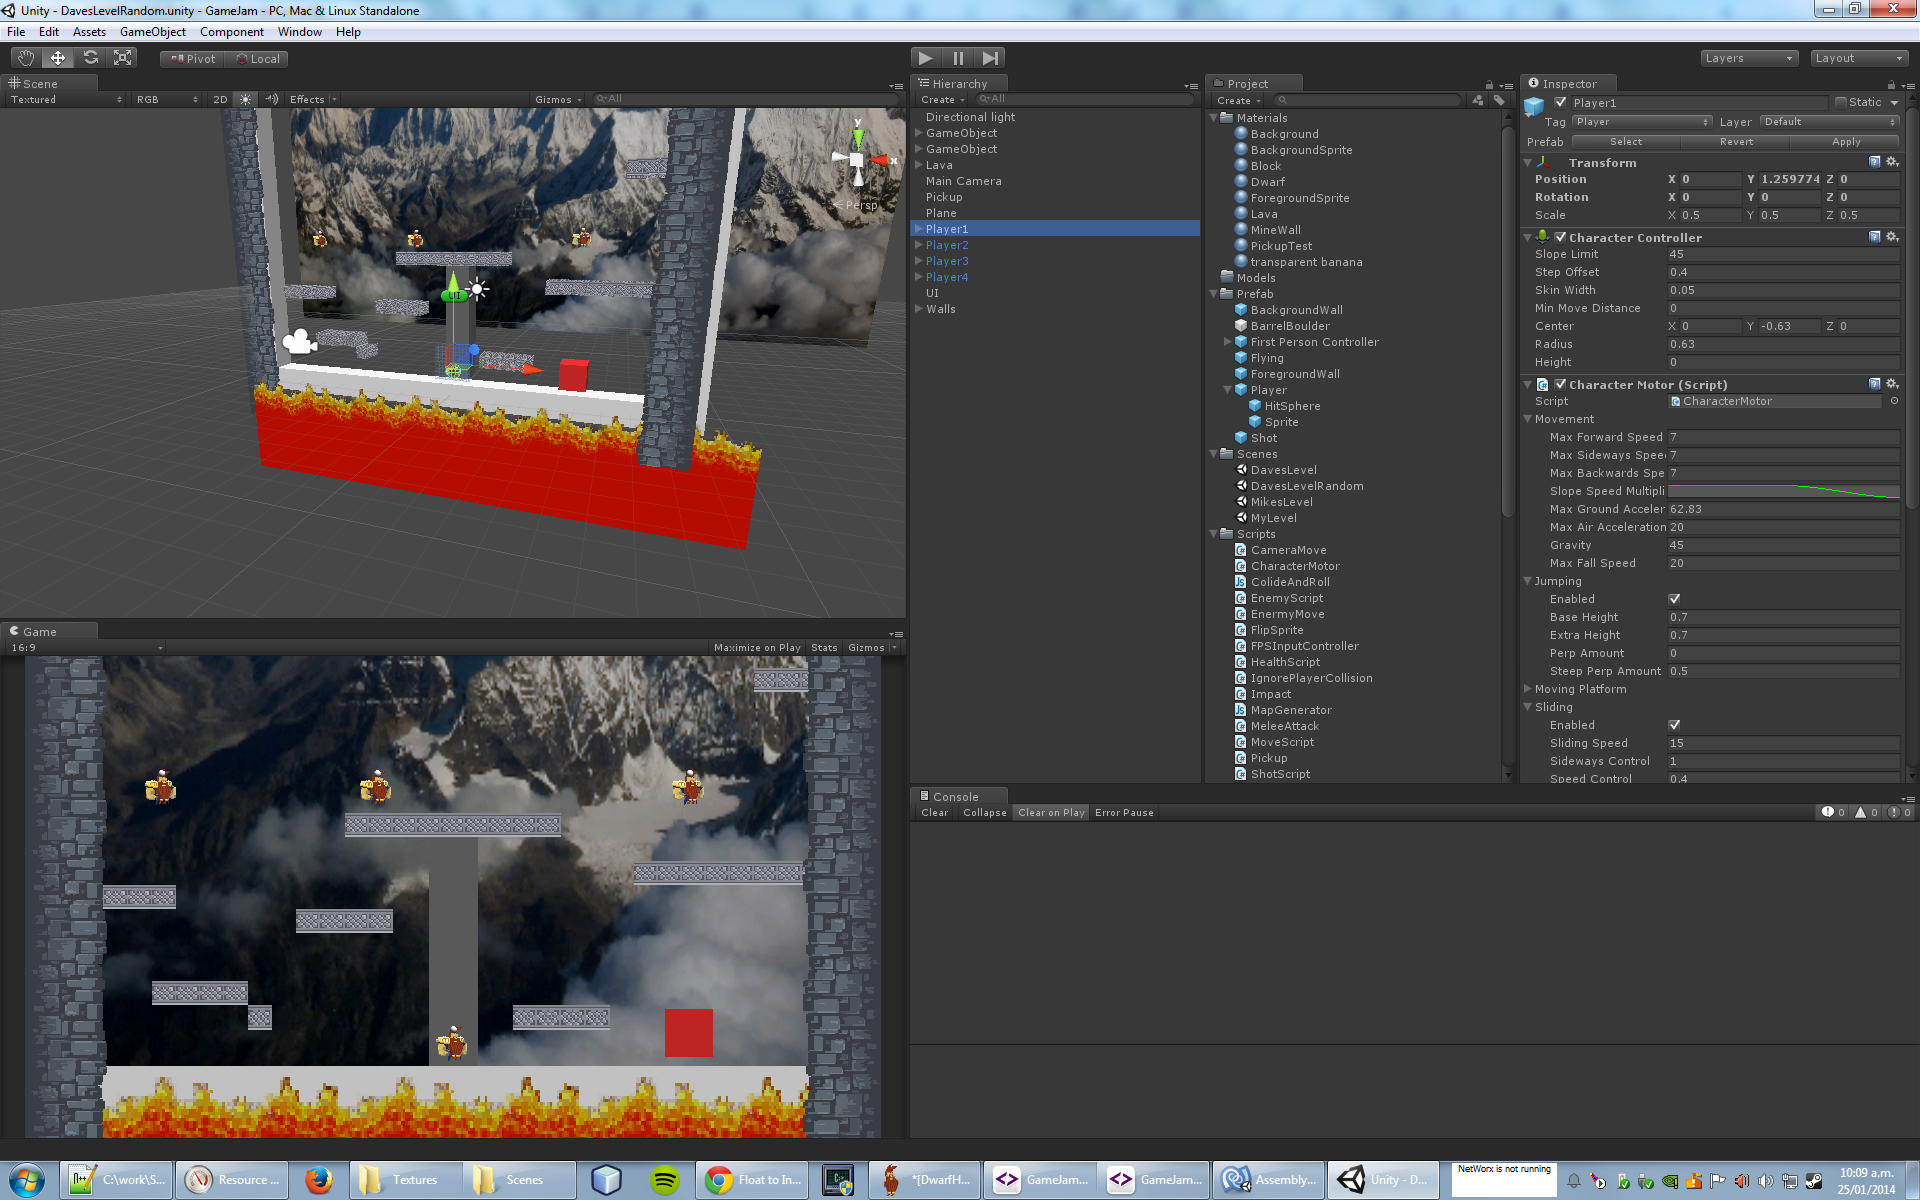 Unity - DavesLevelRandom.unity - GameJam - PC, Mac & Linux Standalone
File Edit Assets GameObject Component Window Help
Pivot Local
Layers Layout
Scene
Textured RGB 2D Effects Gizmos All
y
x
Persp
UI
Game
16:9 Maximize on Play Stats Gizmos
Hierarchy
Create All
Directional light
GameObject
GameObject
Lava
Main Camera
Pickup
Plane
Player1
Player2
Player3
Player4
UI
Walls
Project
Create
Materials
Background
BackgroundSprite
Block
Dwarf
ForegroundSprite
Lava
MineWall
PickupTest
transparent banana
Models
Prefab
BackgroundWall
BarrelBoulder
First Person Controller
Flying
ForegroundWall
Player
HitSphere
Sprite
Shot
Scenes
DavesLevel
DavesLevelRandom
MikesLevel
MyLevel
Scripts
CameraMove
CharacterMotor
ColideAndRoll
EnemyScript
EnermyMove
FlipSprite
FPSInputController
HealthScript
IgnorePlayerCollision
Impact
MapGenerator
MeleeAttack
MoveScript
Pickup
ShotScript
Inspector
Player1 Static
Tag Player Layer Default
Prefab Select Revert Apply
Transform
Position X 0 Y 1.259774 Z 0
Rotation X 0 Y 0 Z 0
Scale X 0.5 Y 0.5 Z 0.5
Character Controller
Slope Limit 45
Step Offset 0.4
Skin Width 0.05
Min Move Distance 0
Center X 0 Y -0.63 Z 0
Radius 0.63
Height 0
Character Motor (Script)
Script CharacterMotor
Movement
Max Forward Speed 7
Max Sideways Speed 7
Max Backwards Spe 7
Slope Speed Multipli
Max Ground Acceler 62.83
Max Air Acceleration 20
Gravity 45
Max Fall Speed 20
Jumping
Enabled
Base Height 0.7
Extra Height 0.7
Perp Amount 0
Steep Perp Amount 0.5
Moving Platform
Sliding
Enabled
Sliding Speed 15
Sideways Control 1
Speed Control 0.4
Console
Clear Collapse Clear on Play Error Pause 0 0 0
C:\work\S... Resource ... Textures Scenes Float to In... *[DwarfH... GameJam... GameJam... Assembly... Unity - D... NetWorx is not running
10:09 a.m.
25/01/2014